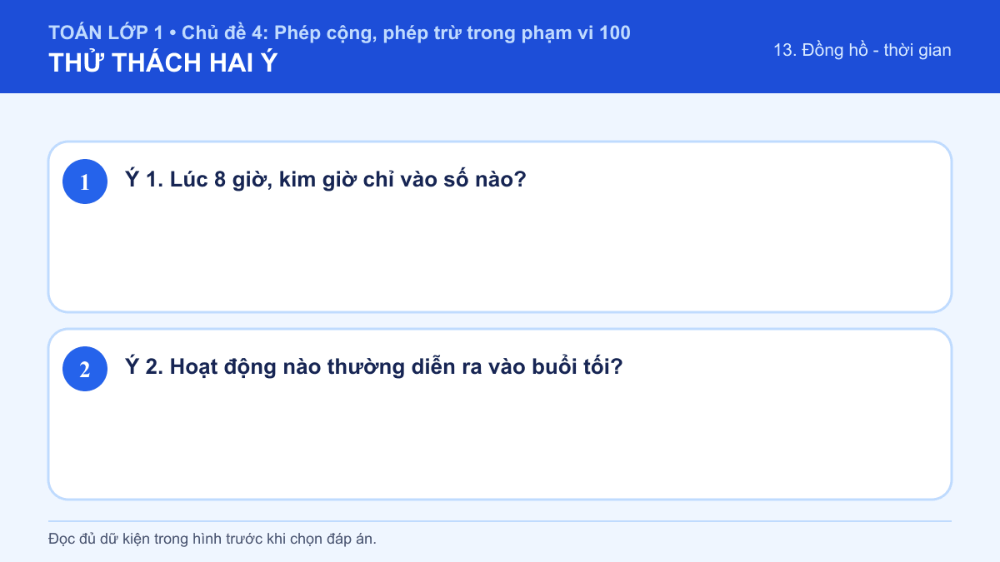 TOÁN LỚP 1 • Chủ đề 4: Phép cộng, phép trừ trong phạm vi 100
THỬ THÁCH HAI Ý
13. Đồng hồ - thời gian
1
Ý 1. Lúc 8 giờ, kim giờ chỉ vào số nào?
2
Ý 2. Hoạt động nào thường diễn ra vào buổi tối?
Đọc đủ dữ kiện trong hình trước khi chọn đáp án.